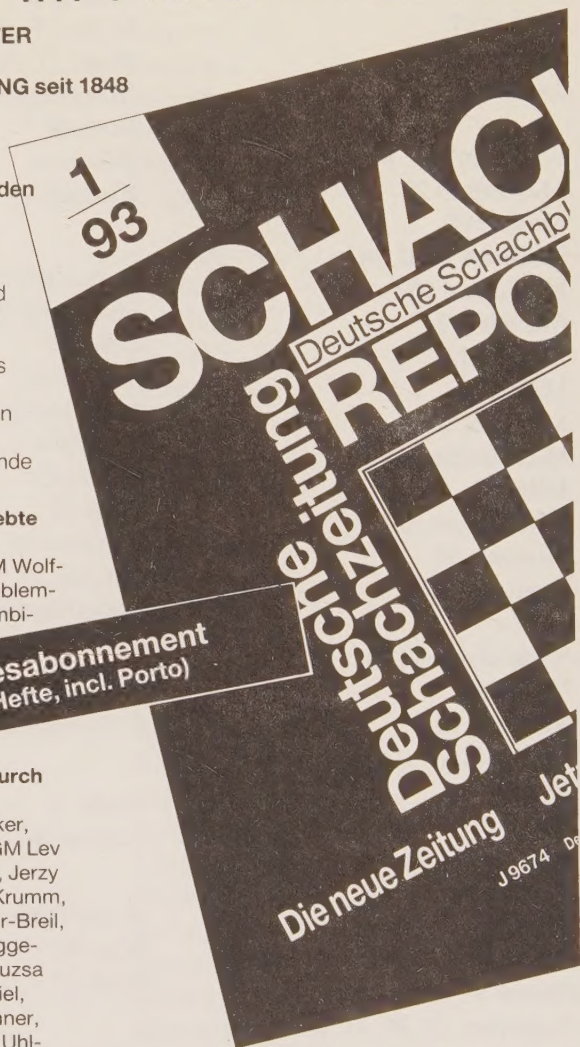 ER
NG seit 1848
den
d
s
n
nde
ebte
M Wolf-
blem-
mbi-
esabonnement
Hefte, incl. Porto)
urch
ker,
GM Lev
, Jerzy
Krumm,
r-Breil,
gge-
uzsa
iel,
ner,
Uhl-
1
93
SCHAC
Deutsche Schachbl
REPO
Deutsche
Schachzeitung
Die neue Zeitung
Jet
J 9674 De